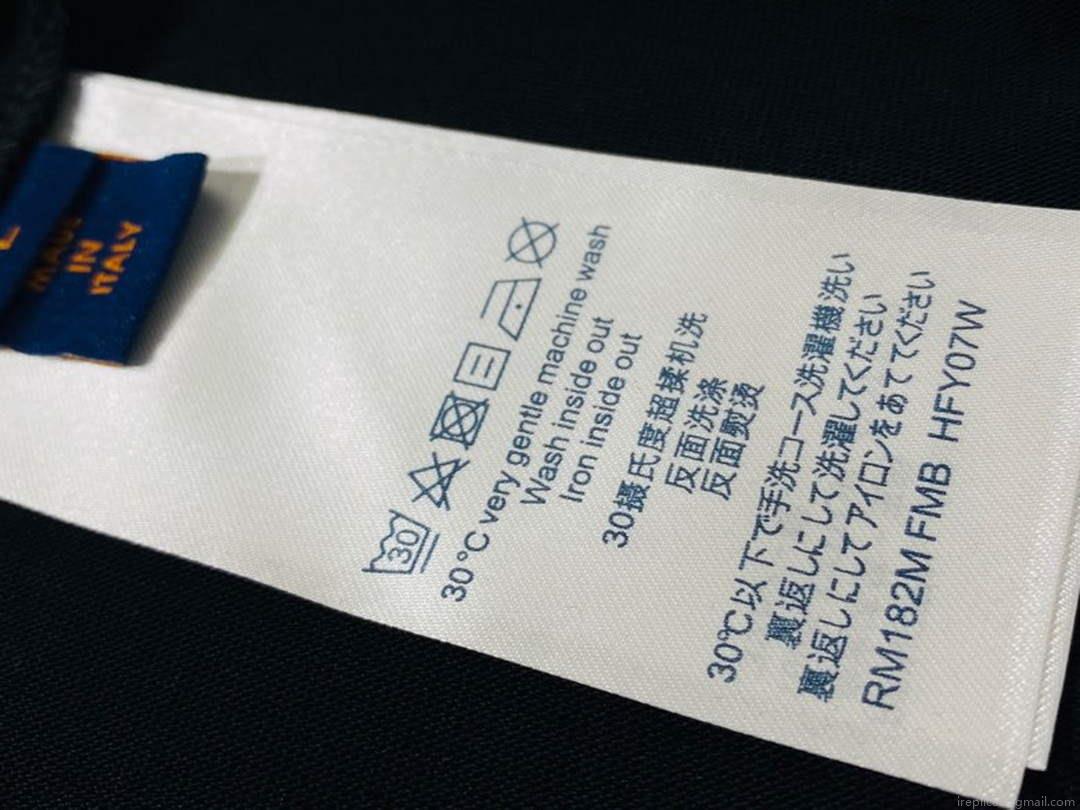 L
MADE
IN
ITALY
30
30°C very gentle machine wash
Wash inside out
Iron inside out
30摄氏度超揉机洗
反面洗涤
反面熨烫
30℃以下で手洗コース洗濯機洗い
裏返しにして洗濯してください
裏返しにしてアイロンをあててください
RM182M FMB HFY07W